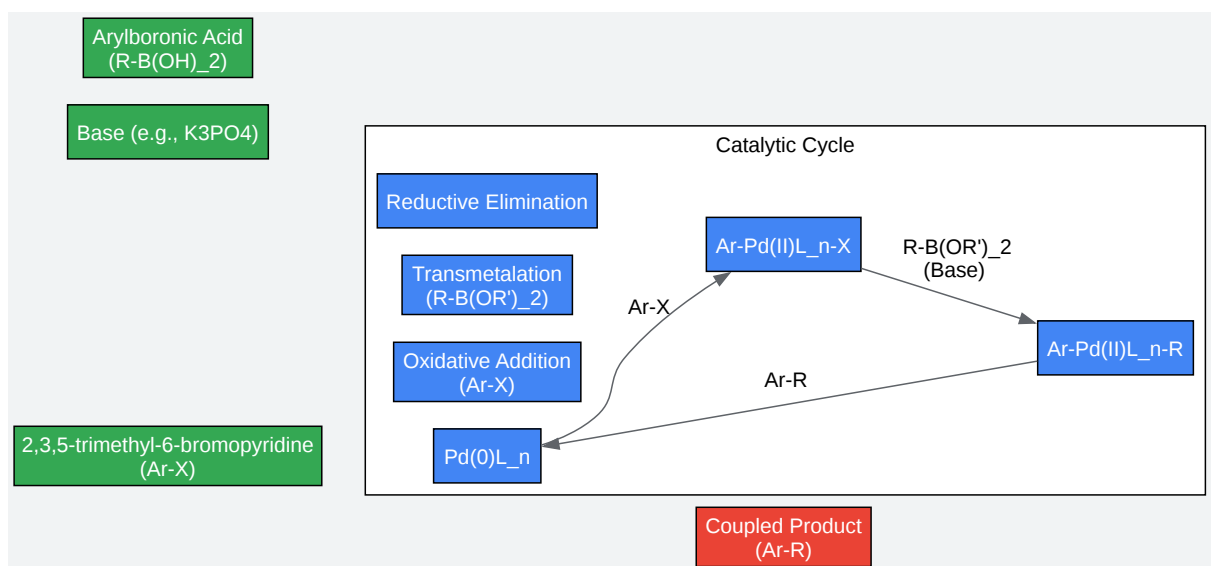 Arylboronic Acid
(R-B(OH)_2)
Base (e.g., K3PO4)
Catalytic Cycle
Reductive Elimination
Ar-Pd(II)L_n-X
R-B(OR')_2
(Base)
Transmetalation
(R-B(OR')_2)
Ar-X
Ar-Pd(II)L_n-R
Oxidative Addition
(Ar-X)
Ar-R
2,3,5-trimethyl-6-bromopyridine
(Ar-X)
Pd(0)L_n
Coupled Product
(Ar-R)